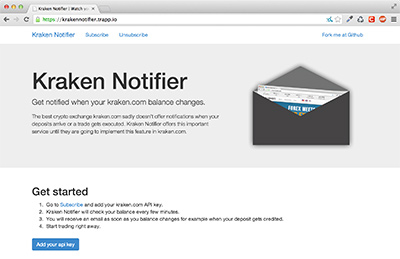 Kraken Notifier | Watch yo
https://krakennotifier.trapp.io
Kraken Notifier Subscribe Unsubscribe Fork me at Github
Kraken Notifier
Get notified when your kraken.com balance changes.
The best crypto exchange kraken.com sadly doesn't offer notifications when your
deposits arrive or a trade gets executed. Kraken Notifier offers this important
service until they are going to implement this feature in kraken.com.
FOREX MEET
Get started
1. Go to Subscribe and add your kraken.com API key.
2. Kraken Notifier will check your balance every few minutes.
3. You will receive an email as soon as you balance changes for example when your deposit gets credited.
4. Start trading right away.
Add your api key